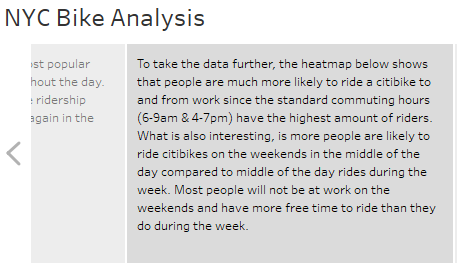 NYC Bike Analysis
ost popular
hout the day.
ridership
again in the
To take the data further, the heatmap below shows
that people are much more likely to ride a citibike to
and from work since the standard commuting hours
(6-9am & 4-7pm) have the highest amount of riders.
What is also interesting, is more people are likely to
ride citibikes on the weekends in the middle of the
day compared to middle of the day rides during the
week. Most people will not be at work on the
weekends and have more free time to ride than they
do during the week.